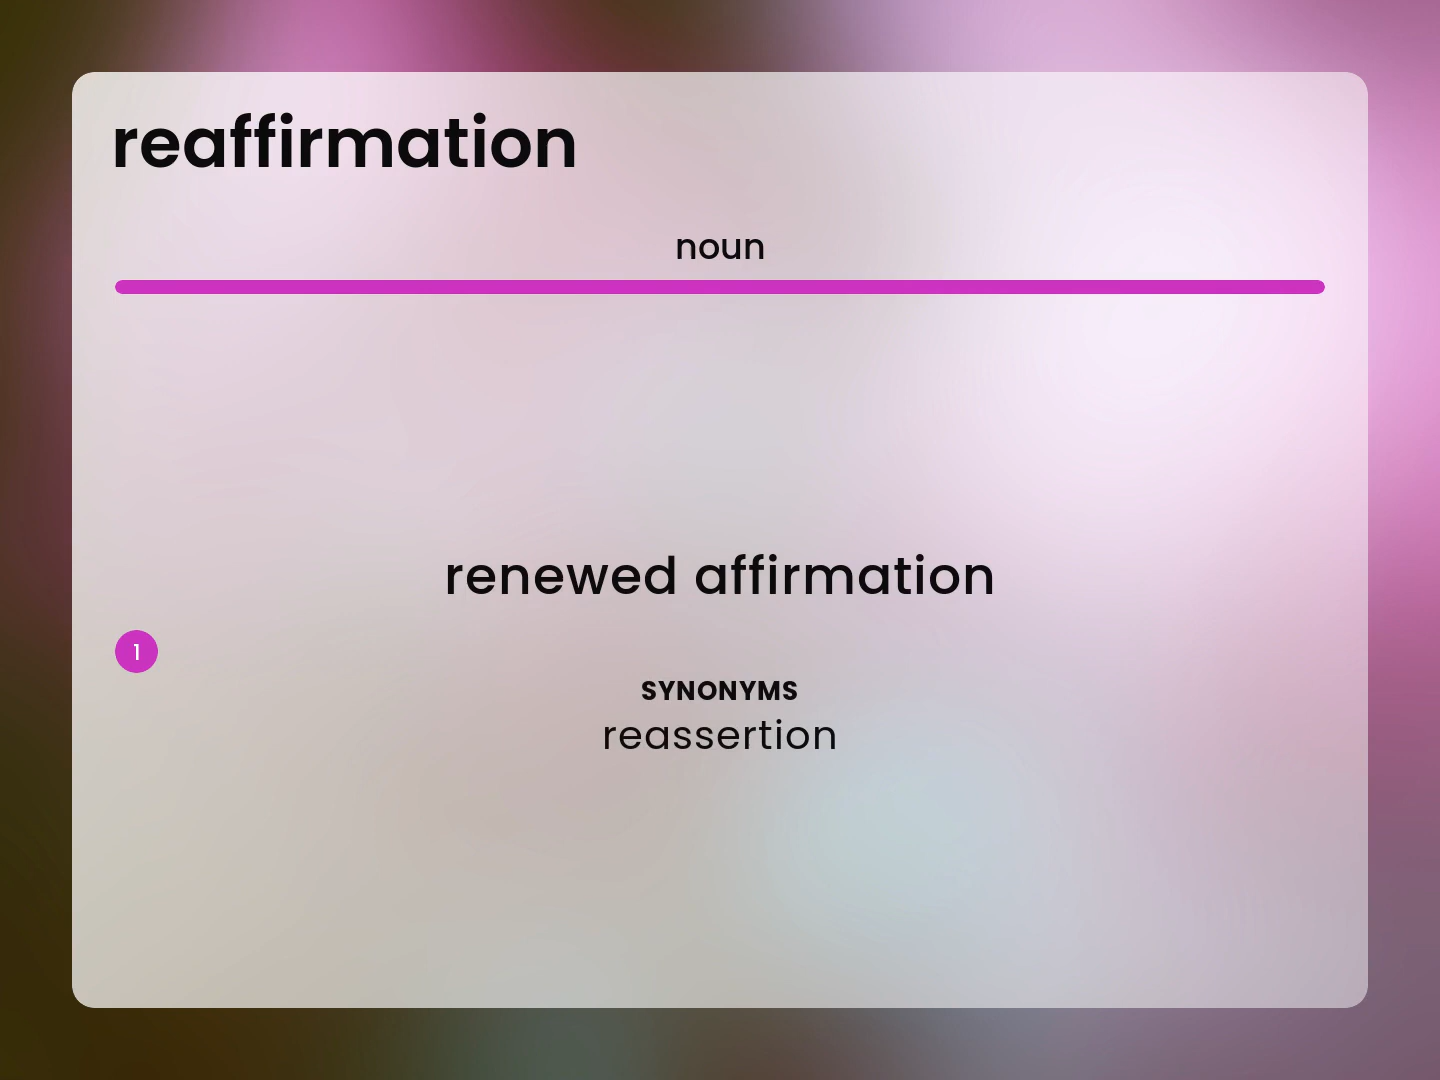 reaffirmation
noun
renewed affirmation
1
SYNONYMS
reassertion